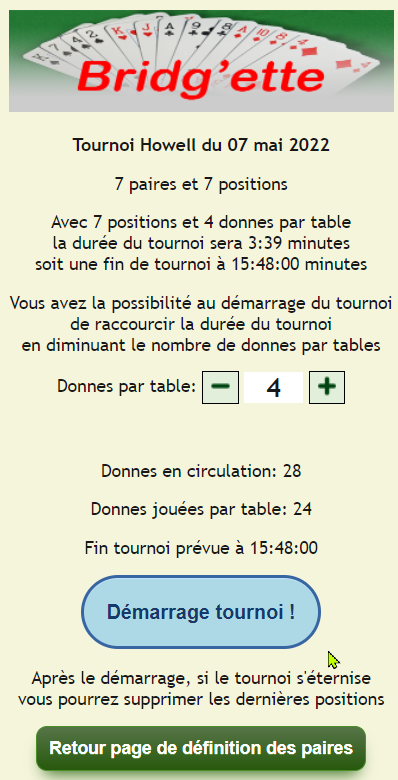 Bridg'ette
Tournoi Howell du 07 mai 2022
7 paires et 7 positions
Avec 7 positions et 4 donnes par table
la durée du tournoi sera 3:39 minutes
soit une fin de tournoi à 15:48:00 minutes
Vous avez la possibilité au démarrage du tournoi
de raccourcir la durée du tournoi
en diminuant le nombre de donnes par tables
Donnes par table: − 4 +
Donnes en circulation: 28
Donnes jouées par table: 24
Fin tournoi prévue à 15:48:00
Démarrage tournoi !
Après le démarrage, si le tournoi s'éternise
vous pourrez supprimer les dernières positions
Retour page de définition des paires